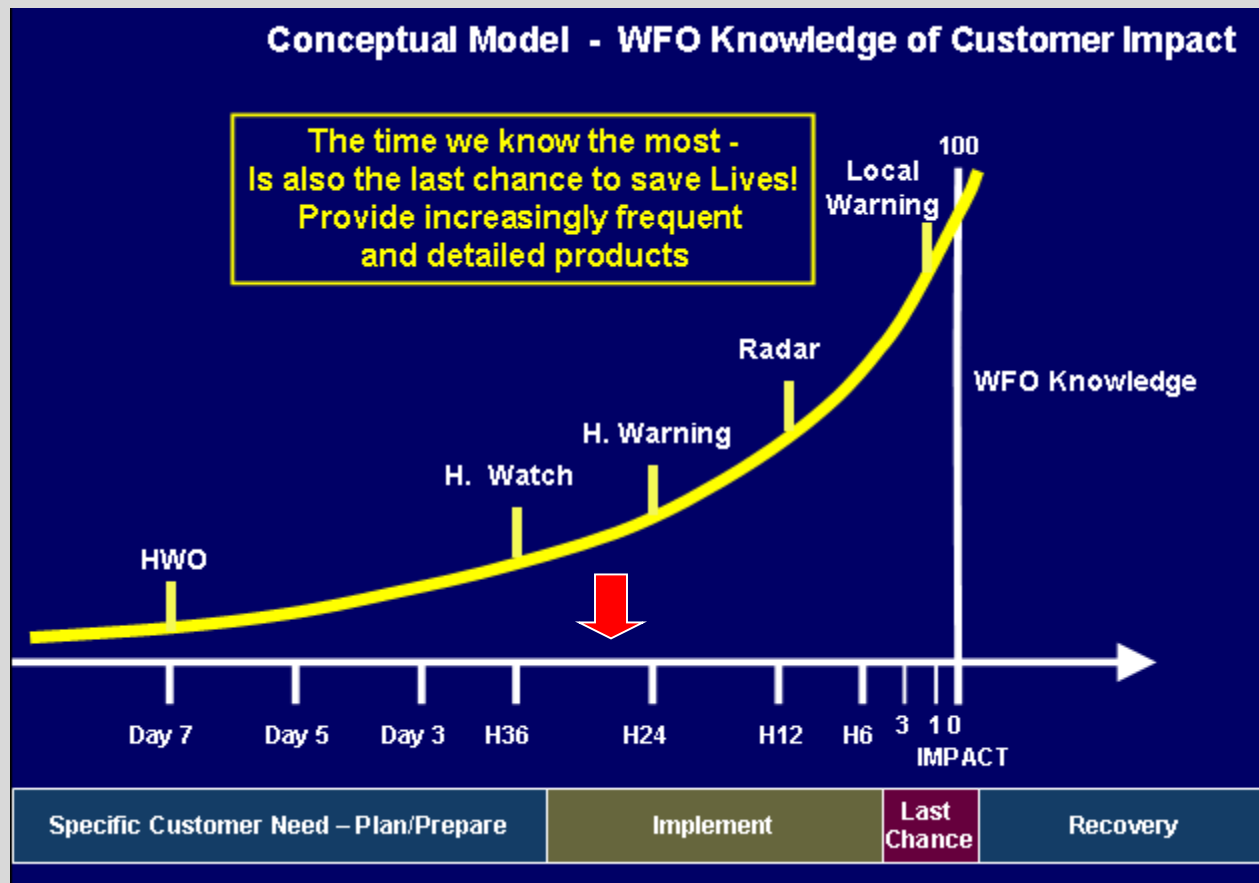 Conceptual Model - WFO Knowledge of Customer Impact
The time we know the most -
Is also the last chance to save Lives!
Provide increasingly frequent
and detailed products
100
Local
Warning
Radar
WFO Knowledge
H. Warning
H. Watch
HWO
Day 7
Day 5
Day 3
H36
H24
H12
H6
3
1
0
IMPACT
Specific Customer Need – Plan/Prepare
Implement
Last
Chance
Recovery